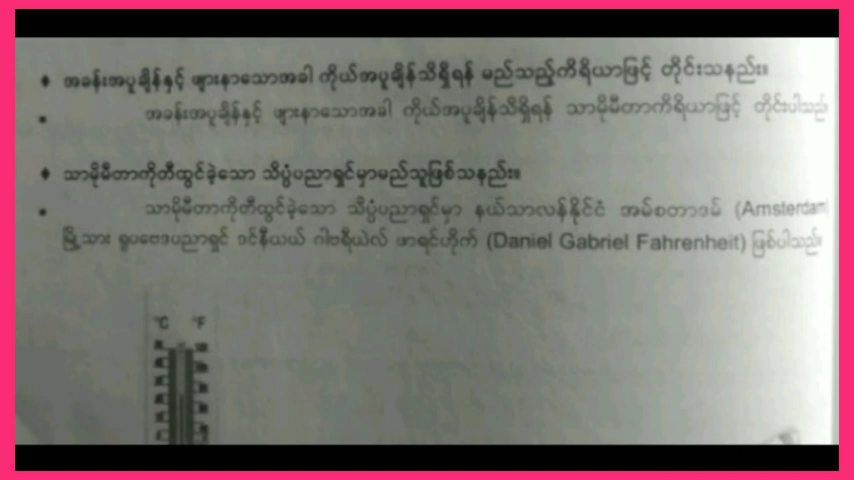 ♦ အခန်းအပူချိန်နှင့် ဖျားနာသောအခါ ကိုယ်အပူချိန်သိရှိရန် မည်သည့်ကိရိယာဖြင့် တိုင်းသနည်း။
▪ အခန်းအပူချိန်နှင့် ဖျားနာသောအခါ ကိုယ်အပူချိန်သိရှိရန် သာမိုမီတာကိရိယာဖြင့် တိုင်းပါသည်
♦ သာမိုမီတာကိုတီထွင်ခဲ့သော သိပ္ပံပညာရှင်မှာမည်သူဖြစ်သနည်း။
▪ သာမိုမီတာကိုတီထွင်ခဲ့သော သိပ္ပံပညာရှင်မှာ နယ်သာလန်နိုင်ငံ အမ်စတာဒမ် (Amsterdam
မြို့သား ရူပဗေဒပညာရှင် ဒင်နီယယ် ဂါဗရီယဲလ် ဖာရင်ဟိုက် (Daniel Gabriel Fahrenheit) ဖြစ်ပါသည်။
°C °F